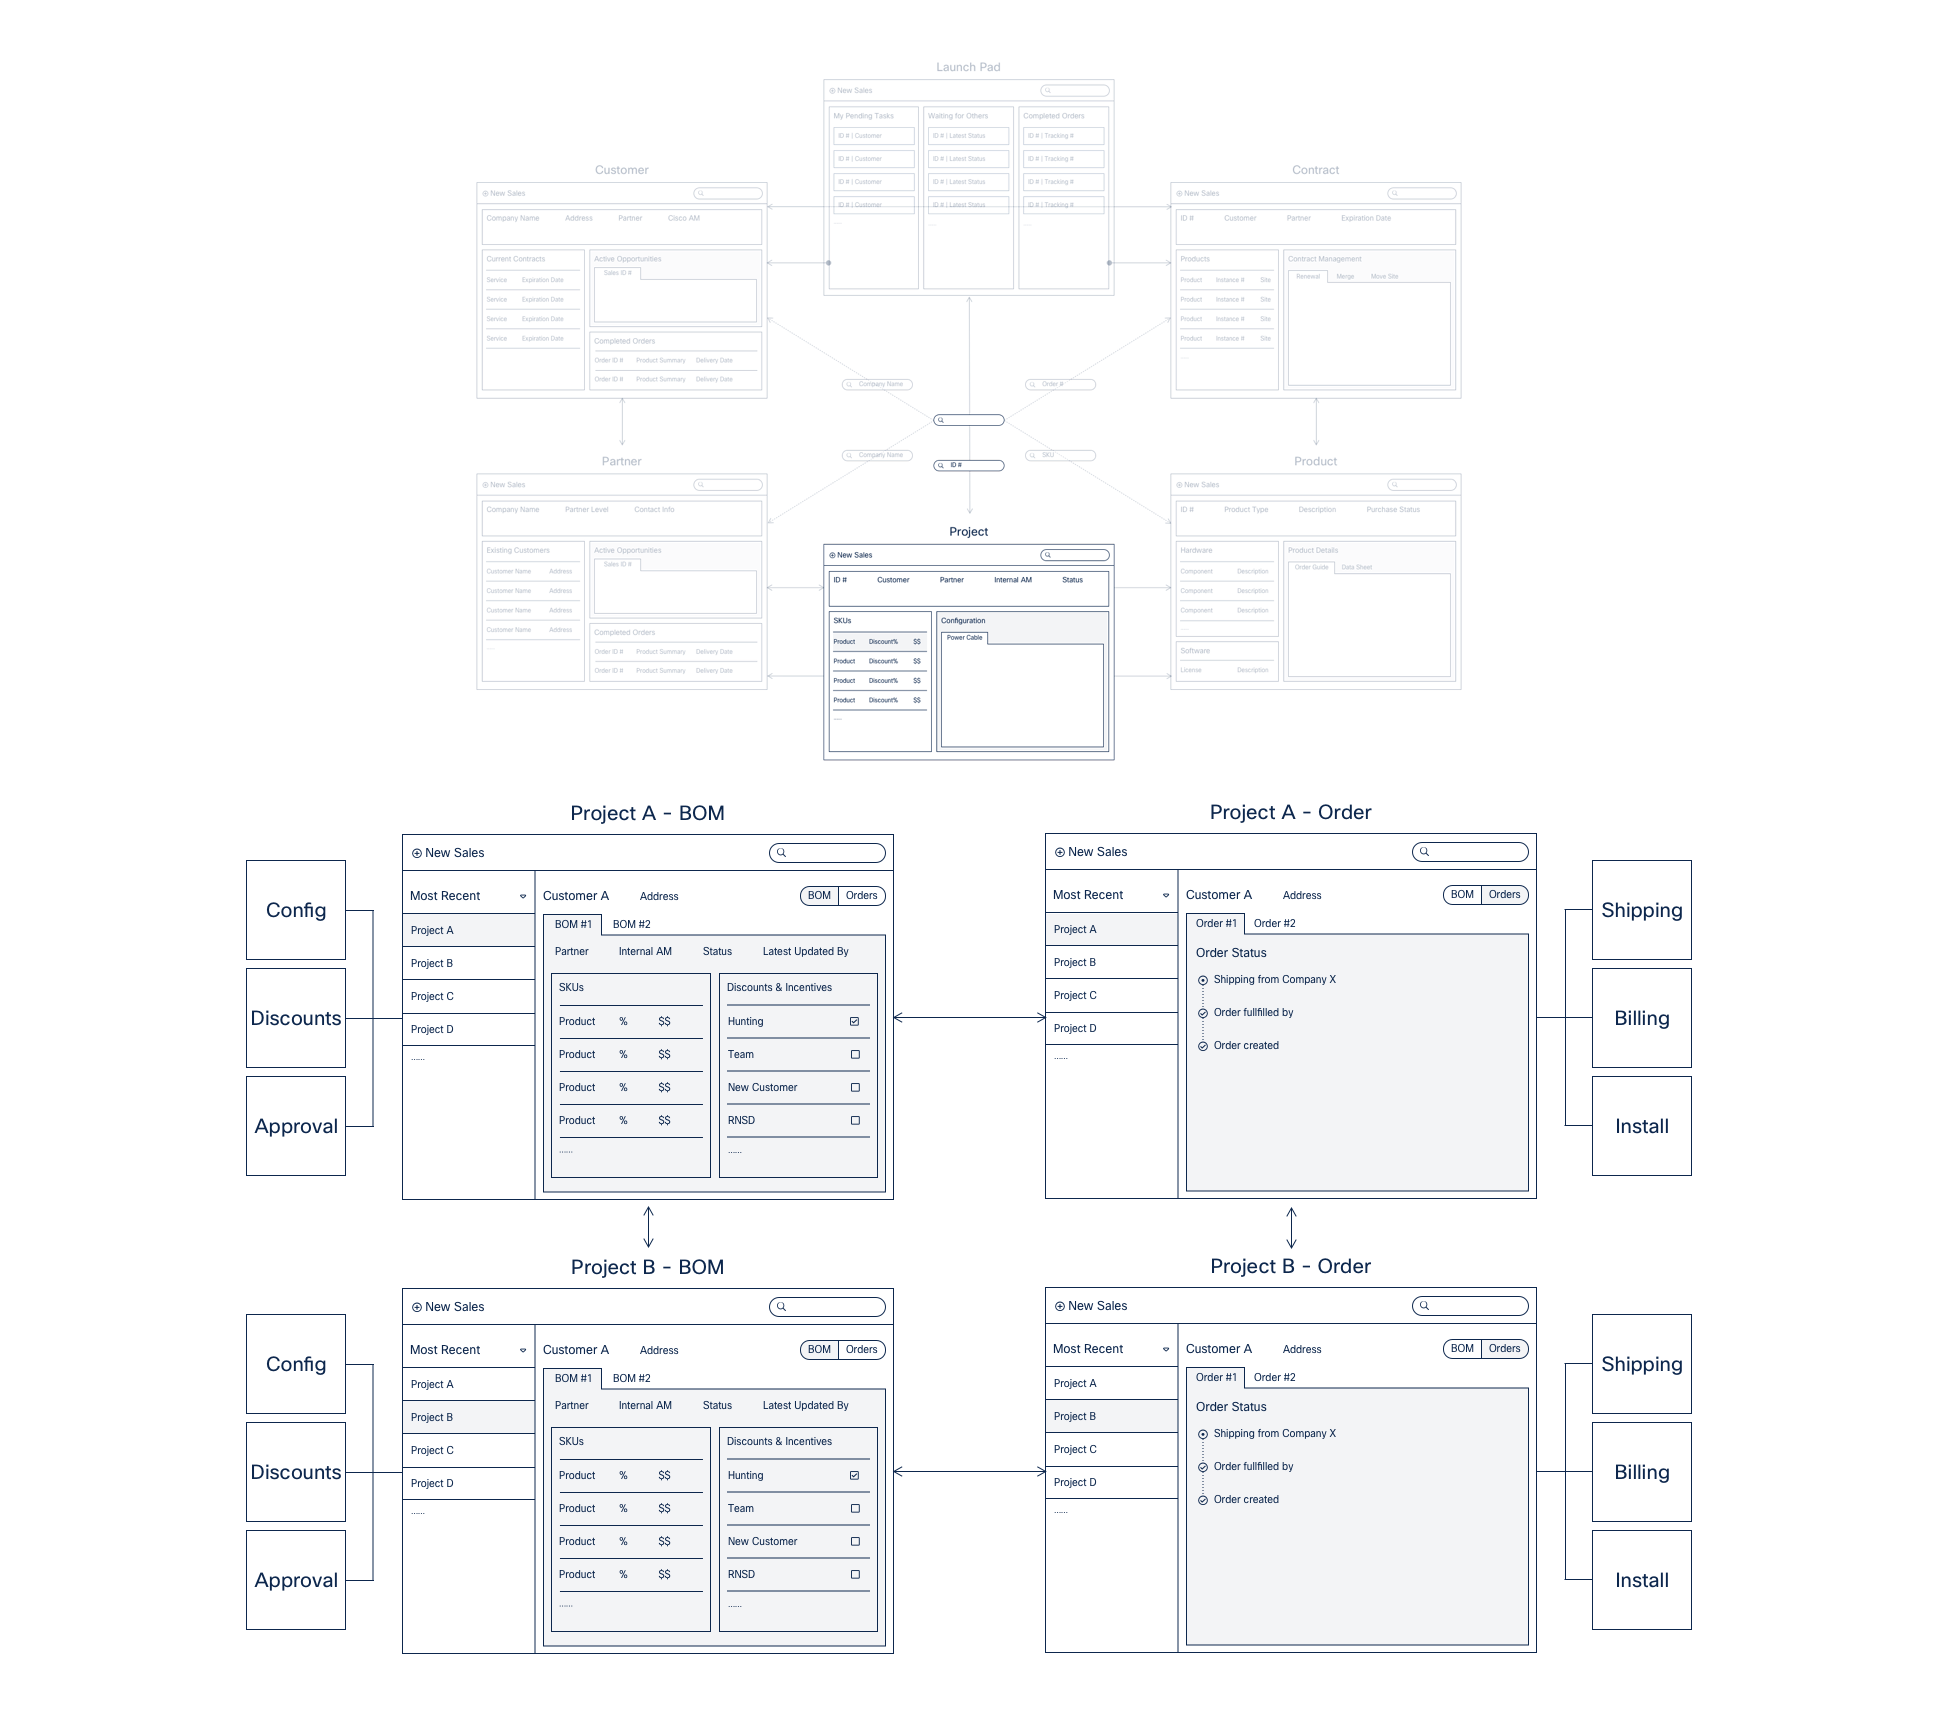 Launch Pad
New Sales
My Pending Tasks
ID # | Customer
ID # | Customer
ID # | Customer
ID # | Customer
.....
Waiting for Others
ID # | Latest Status
ID # | Latest Status
ID # | Latest Status
ID # | Latest Status
.....
Completed Orders
ID # | Tracking #
ID # | Tracking #
ID # | Tracking #
ID # | Tracking #
.....
Customer
New Sales
Company Name Address Partner Cisco AM
Current Contracts
Service Expiration Date
Service Expiration Date
Service Expiration Date
Service Expiration Date
Active Opportunities
Sales ID #
Completed Orders
Order ID # Product Summary Delivery Date
Order ID # Product Summary Delivery Date
Contract
New Sales
ID # Customer Partner Expiration Date
Products
Product Instance # Site
Product Instance # Site
Product Instance # Site
Product Instance # Site
.....
Contract Management
Renewal Merge Move Site
Company Name
Order #
Company Name
ID #
SKU
Partner
New Sales
Company Name Partner Level Contact Info
Existing Customers
Customer Name Address
Customer Name Address
Customer Name Address
Customer Name Address
.....
Active Opportunities
Sales ID #
Completed Orders
Order ID # Product Summary Delivery Date
Order ID # Product Summary Delivery Date
Project
New Sales
ID # Customer Partner Internal AM Status
SKUs
Product Discount% $$
Product Discount% $$
Product Discount% $$
Product Discount% $$
.....
Configuration
Power Cable
Product
New Sales
ID # Product Type Description Purchase Status
Hardware
Component Description
Component Description
Component Description
.....
Software
License Description
Product Details
Order Guide Data Sheet
Project A - BOM
Config
Discounts
Approval
New Sales
Most Recent
Project A
Project B
Project C
Project D
......
Customer A Address BOM Orders
BOM #1 BOM #2
Partner Internal AM Status Latest Updated By
SKUs
Product % $$
Product % $$
Product % $$
Product % $$
......
Discounts & Incentives
Hunting
Team
New Customer
RNSD
......
Project A - Order
New Sales
Most Recent
Project A
Project B
Project C
Project D
......
Customer A Address BOM Orders
Order #1 Order #2
Order Status
Shipping from Company X
Order fullfilled by
Order created
Shipping
Billing
Install
Project B - BOM
Config
Discounts
Approval
New Sales
Most Recent
Project A
Project B
Project C
Project D
......
Customer A Address BOM Orders
BOM #1 BOM #2
Partner Internal AM Status Latest Updated By
SKUs
Product % $$
Product % $$
Product % $$
Product % $$
......
Discounts & Incentives
Hunting
Team
New Customer
RNSD
......
Project B - Order
New Sales
Most Recent
Project A
Project B
Project C
Project D
......
Customer A Address BOM Orders
Order #1 Order #2
Order Status
Shipping from Company X
Order fullfilled by
Order created
Shipping
Billing
Install